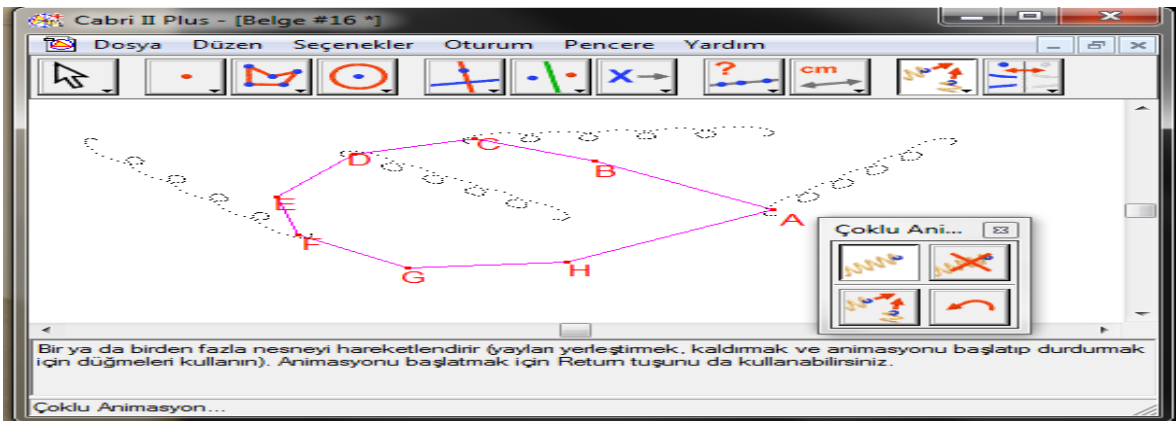 Cabri II Plus - [Belge #16 *]
Dosya Düzen Seçenekler Oturum Pencere Yardım
? cm
C
D
B
E
A
F
G
H
Çoklu Ani...
Bir ya da birden fazla nesneyi hareketlendirir (yayları yerleştirmek, kaldırmak ve animasyonu başlatıp durdurmak
için düğmeleri kullanın). Animasyonu başlatmak için Return tuşunu da kullanabilirsiniz.
Çoklu Animasyon...